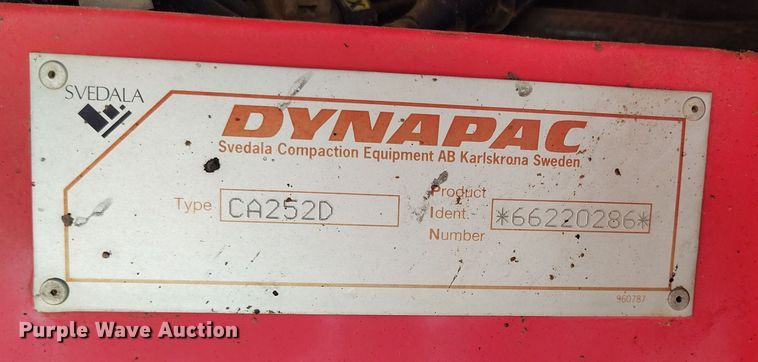 SVEDALA
DYNAPAC
Svedala Compaction Equipment AB Karlskrona Sweden
Type CA252D
Product
Ident. *66220286*
Number
960787
Purple Wave Auction